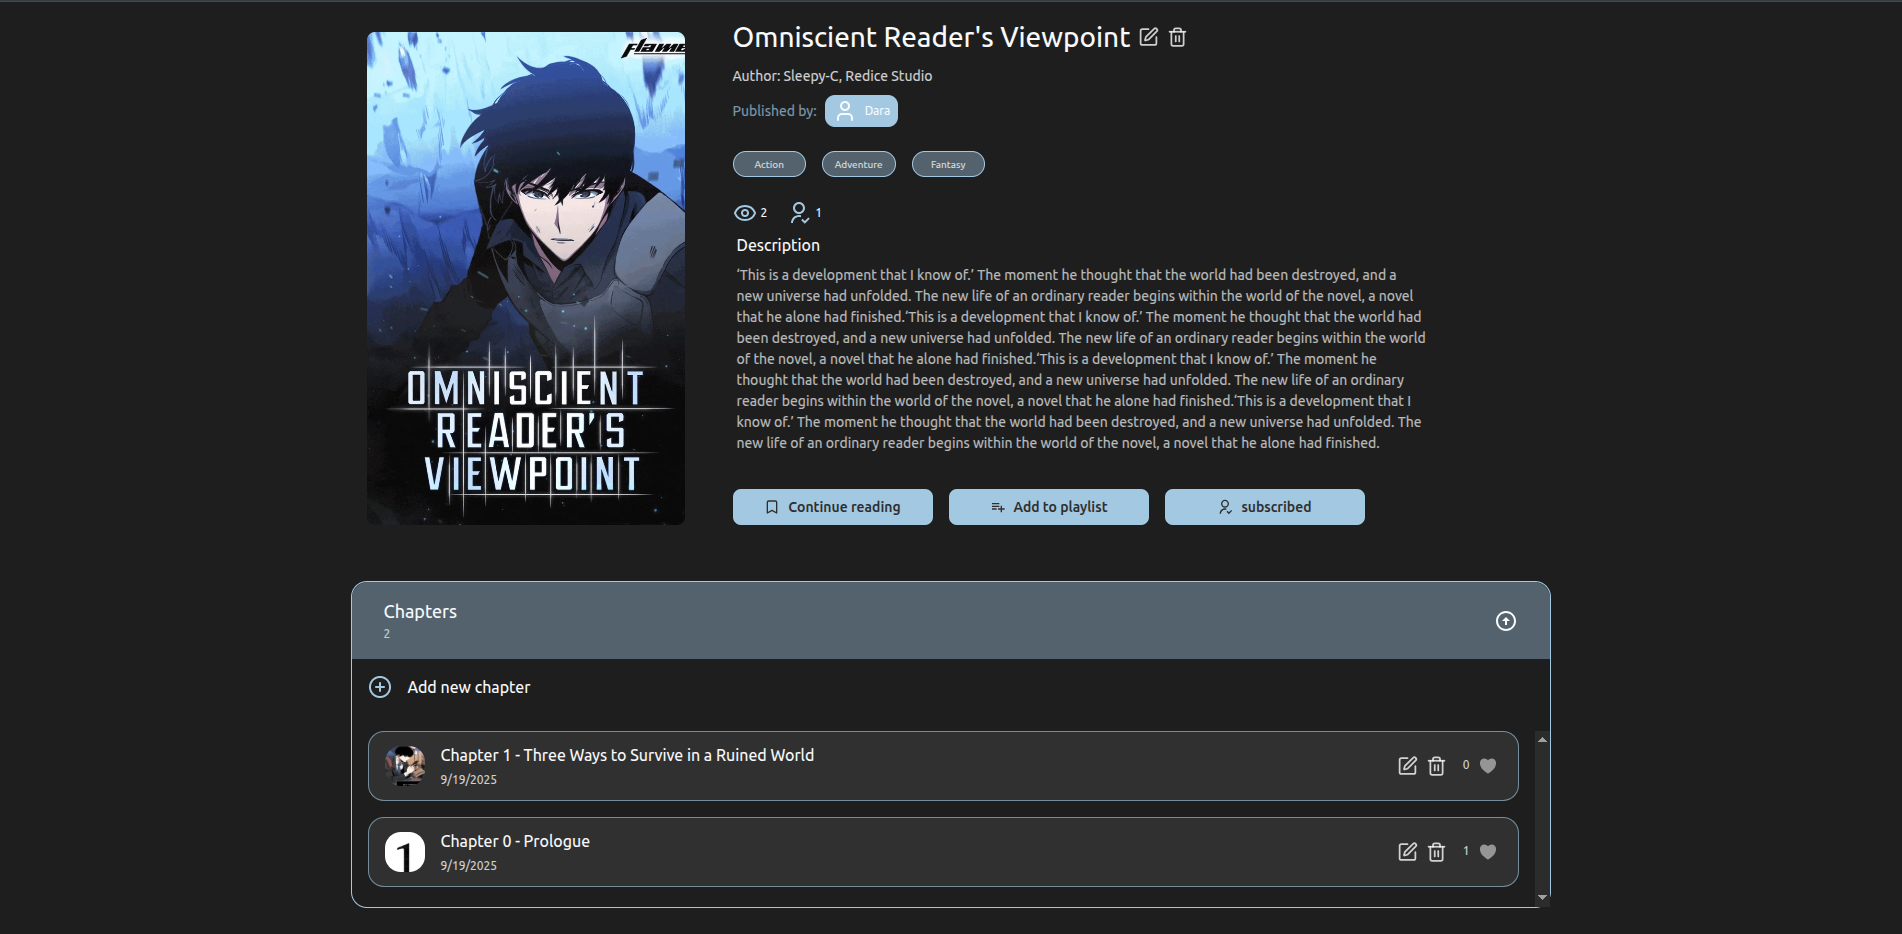 Flame
OMNISCIENT
READER'S
VIEWPOINT
Omniscient Reader's Viewpoint
Author: Sleepy-C, Redice Studio
Published by: Dara
Action Adventure Fantasy
2 1
Description
‘This is a development that I know of.’ The moment he thought that the world had been destroyed, and a
new universe had unfolded. The new life of an ordinary reader begins within the world of the novel, a novel
that he alone had finished.‘This is a development that I know of.’ The moment he thought that the world had
been destroyed, and a new universe had unfolded. The new life of an ordinary reader begins within the world
of the novel, a novel that he alone had finished.‘This is a development that I know of.’ The moment he
thought that the world had been destroyed, and a new universe had unfolded. The new life of an ordinary
reader begins within the world of the novel, a novel that he alone had finished.‘This is a development that I
know of.’ The moment he thought that the world had been destroyed, and a new universe had unfolded. The
new life of an ordinary reader begins within the world of the novel, a novel that he alone had finished.
Continue reading Add to playlist subscribed
Chapters
2
Add new chapter
Chapter 1 - Three Ways to Survive in a Ruined World
9/19/2025
0
1
Chapter 0 - Prologue
9/19/2025
1